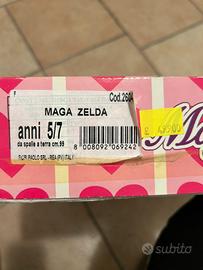 Cod.2604
MAGA ZELDA
anni 5/7
da spalle a terra cm.99
8 008092 069242
PAOLO SRL - REA (PV) ITALY
£
subito